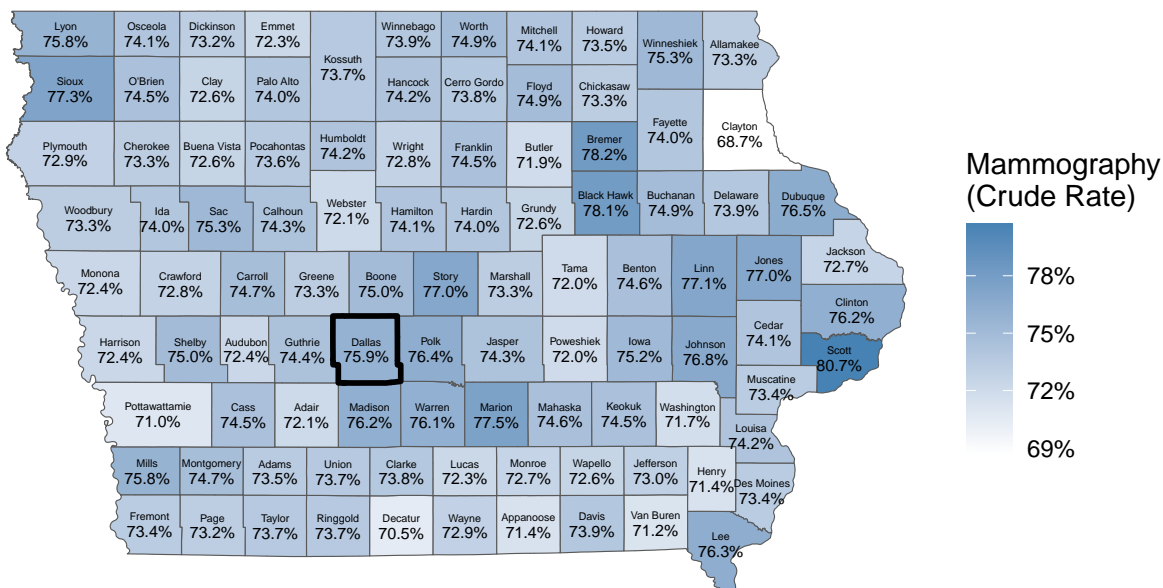 Lyon
75.8%
Osceola
74.1%
Dickinson
73.2%
Emmet
72.3%
Kossuth
73.7%
Winnebago
73.9%
Worth
74.9%
Mitchell
74.1%
Howard
73.5%
Winneshiek
75.3%
Allamakee
73.3%
Sioux
77.3%
O'Brien
74.5%
Clay
72.6%
Palo Alto
74.0%
Hancock
74.2%
Cerro Gordo
73.8%
Floyd
74.9%
Chickasaw
73.3%
Fayette
74.0%
Clayton
68.7%
Plymouth
72.9%
Cherokee
73.3%
Buena Vista
72.6%
Pocahontas
73.6%
Humboldt
74.2%
Wright
72.8%
Franklin
74.5%
Butler
71.9%
Bremer
78.2%
Woodbury
73.3%
Ida
74.0%
Sac
75.3%
Calhoun
74.3%
Webster
72.1%
Hamilton
74.1%
Hardin
74.0%
Grundy
72.6%
Black Hawk
78.1%
Buchanan
74.9%
Delaware
73.9%
Dubuque
76.5%
Monona
72.4%
Crawford
72.8%
Carroll
74.7%
Greene
73.3%
Boone
75.0%
Story
77.0%
Marshall
73.3%
Tama
72.0%
Benton
74.6%
Linn
77.1%
Jones
77.0%
Jackson
72.7%
Clinton
76.2%
Harrison
72.4%
Shelby
75.0%
Audubon
72.4%
Guthrie
74.4%
Dallas
75.9%
Polk
76.4%
Jasper
74.3%
Poweshiek
72.0%
Iowa
75.2%
Johnson
76.8%
Cedar
74.1%
Scott
80.7%
Muscatine
73.4%
Pottawattamie
71.0%
Cass
74.5%
Adair
72.1%
Madison
76.2%
Warren
76.1%
Marion
77.5%
Mahaska
74.6%
Keokuk
74.5%
Washington
71.7%
Louisa
74.2%
Mills
75.8%
Montgomery
74.7%
Adams
73.5%
Union
73.7%
Clarke
73.8%
Lucas
72.3%
Monroe
72.7%
Wapello
72.6%
Jefferson
73.0%
Henry
71.4%
Des Moines
73.4%
Fremont
73.4%
Page
73.2%
Taylor
73.7%
Ringgold
73.7%
Decatur
70.5%
Wayne
72.9%
Appanoose
71.4%
Davis
73.9%
Van Buren
71.2%
Lee
76.3%
Mammography
(Crude Rate)
78%
75%
72%
69%